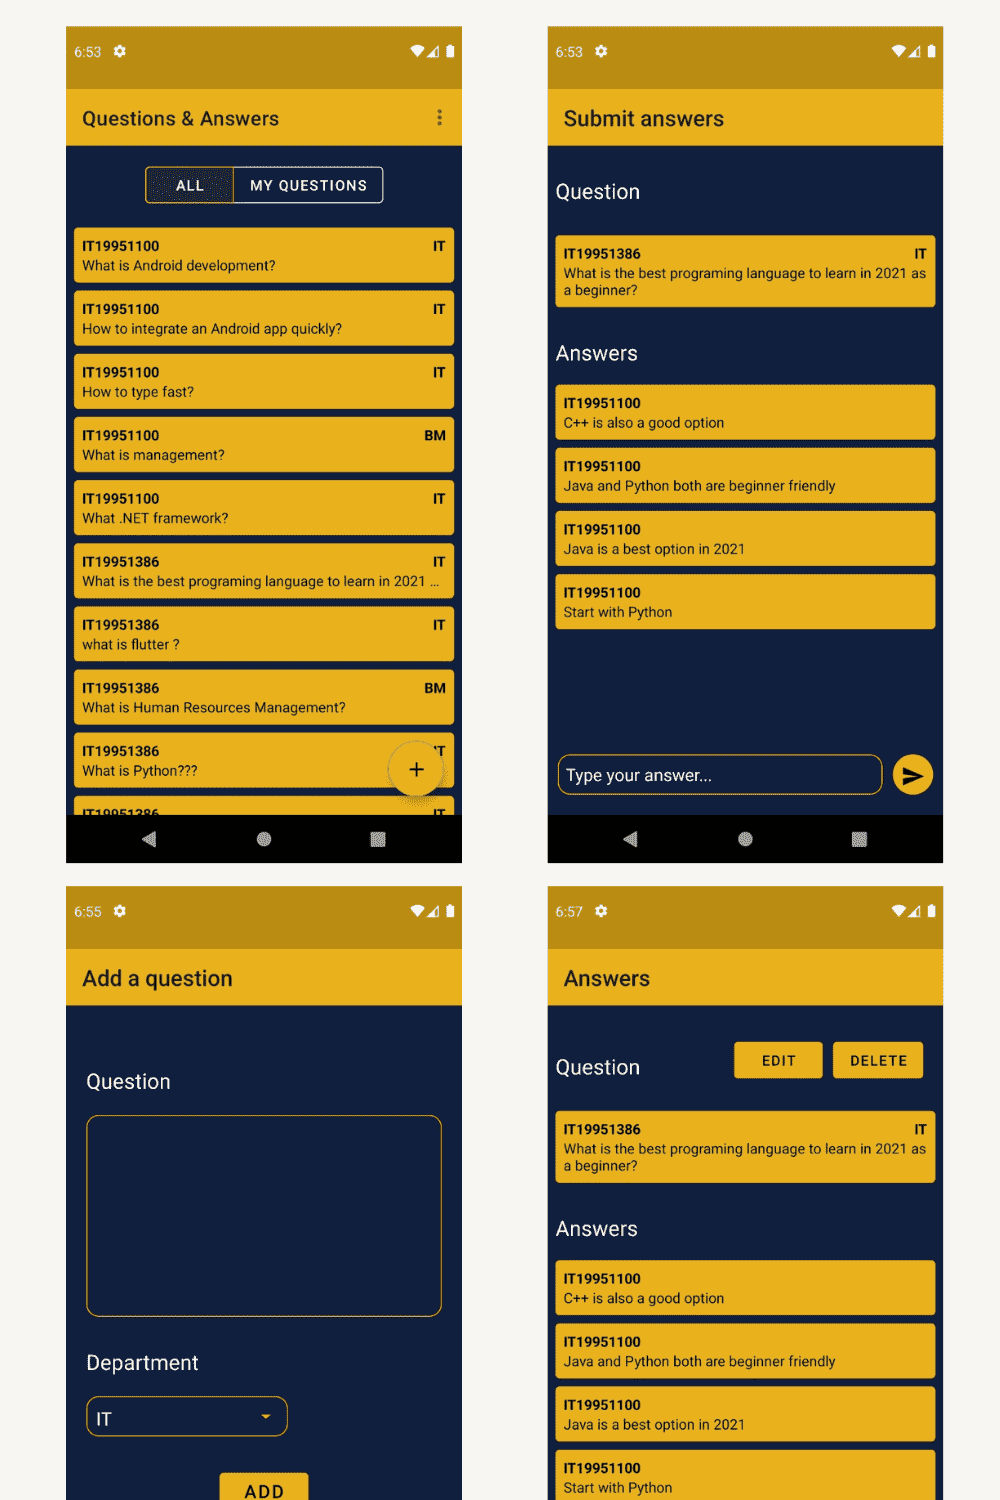 6:53
Questions & Answers
ALL
MY QUESTIONS
IT19951100 IT
What is Android development?
IT19951100 IT
How to integrate an Android app quickly?
IT19951100 IT
How to type fast?
IT19951100 BM
What is management?
IT19951100 IT
What .NET framework?
IT19951386 IT
What is the best programing language to learn in 2021 ...
IT19951386 IT
what is flutter ?
IT19951386 BM
What is Human Resources Management?
IT19951386 IT
What is Python???
IT19951386 IT
6:53
Submit answers
Question
IT19951386 IT
What is the best programing language to learn in 2021 as
a beginner?
Answers
IT19951100
C++ is also a good option
IT19951100
Java and Python both are beginner friendly
IT19951100
Java is a best option in 2021
IT19951100
Start with Python
Type your answer...
6:55
Add a question
Question
Department
IT
ADD
6:57
Answers
Question
EDIT
DELETE
IT19951386 IT
What is the best programing language to learn in 2021 as
a beginner?
Answers
IT19951100
C++ is also a good option
IT19951100
Java and Python both are beginner friendly
IT19951100
Java is a best option in 2021
IT19951100
Start with Python